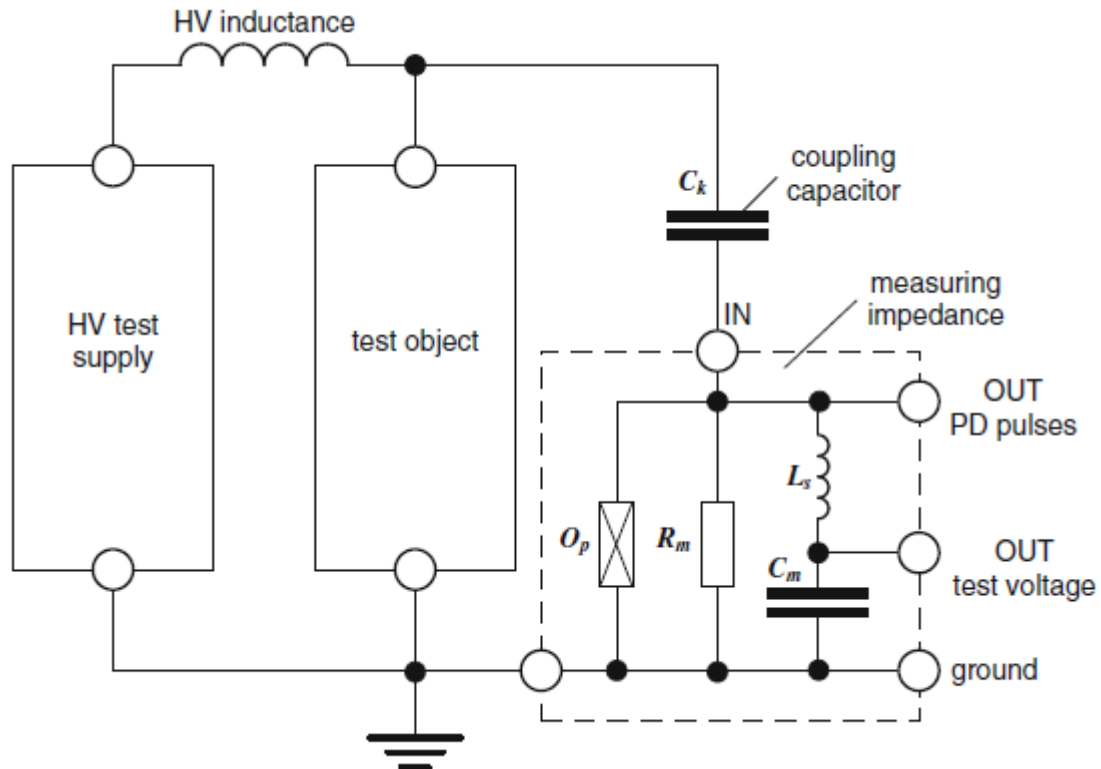 HV inductance
coupling
capacitor
C_k
measuring
impedance
HV test
supply
test object
IN
OUT
PD pulses
L_s
O_p
R_m
C_m
OUT
test voltage
ground